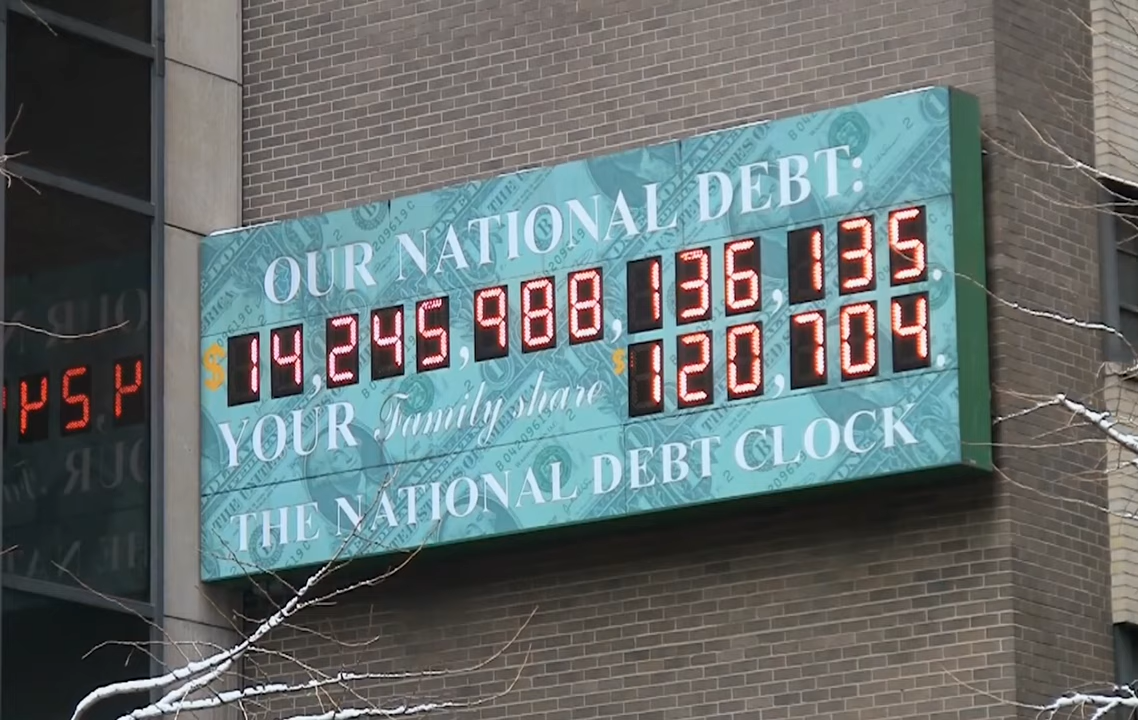 OUR NATIONAL DEBT:
$14,245,988,136,135.
YOUR Family share $120,704.
THE NATIONAL DEBT CLOCK